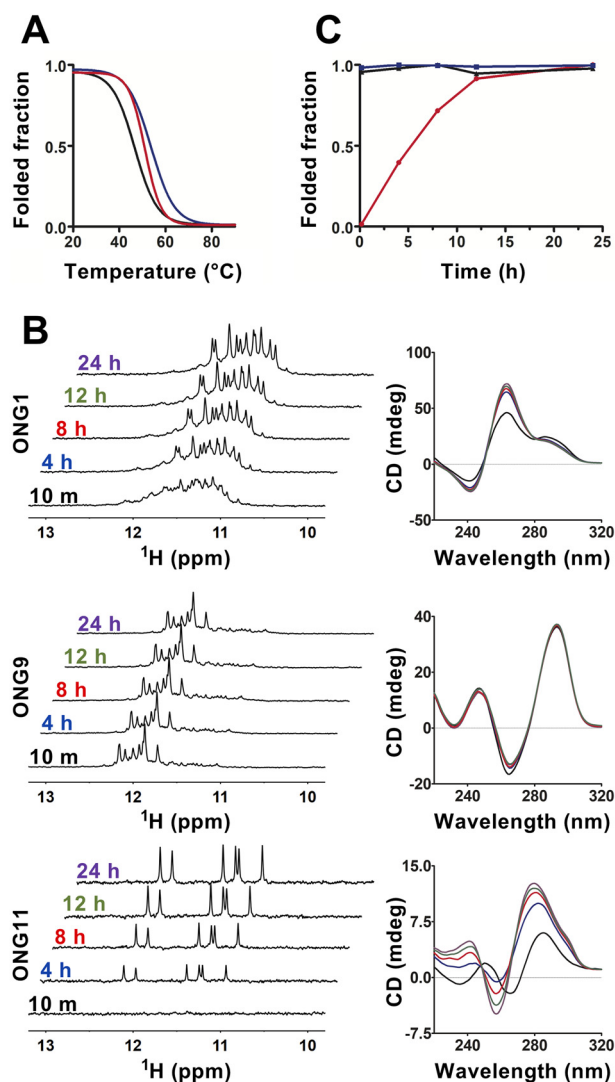 A
C
Folded fraction
1.0
0.5
0.0
20 40 60 80
Temperature (°C)
Folded fraction
1.0
0.5
0.0
0 5 10 15 20 25
Time (h)
B
ONG1
24 h
12 h
8 h
4 h
10 m
13 12 11 10
¹H (ppm)
CD (mdeg)
100
50
0
-50
240 280 320
Wavelength (nm)
ONG9
24 h
12 h
8 h
4 h
10 m
13 12 11 10
¹H (ppm)
CD (mdeg)
40
20
0
-20
240 280 320
Wavelength (nm)
ONG11
24 h
12 h
8 h
4 h
10 m
13 12 11 10
¹H (ppm)
CD (mdeg)
15.0
7.5
0.0
-7.5
240 280 320
Wavelength (nm)